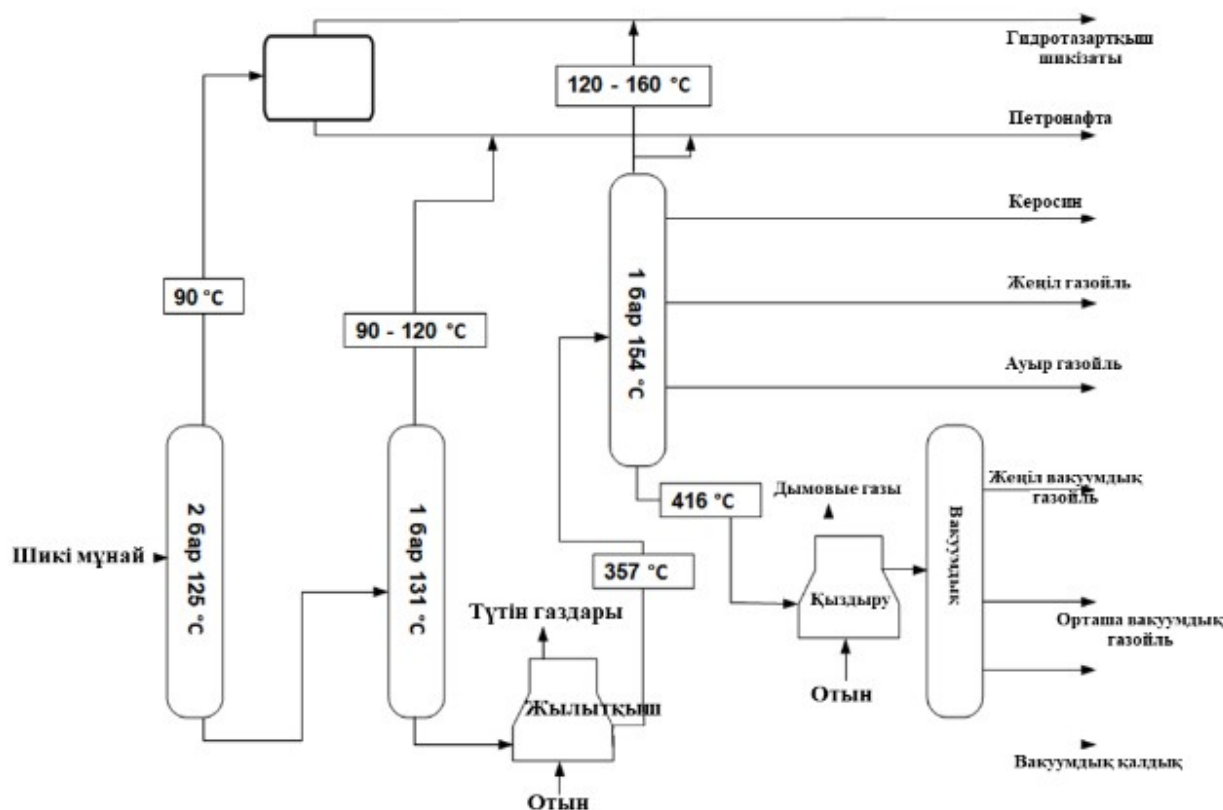 Гидротазартқыш
шикізаты
120 - 160 °C
Петронафта
Керосин
90 °C
Жеңіл газойль
90 - 120 °C
1 бар 154 °C
Ауыр газойль
416 °C
Дымовые газы
Жеңіл вакуумдық
газойль
Вакуумдық
Шикі мұнай
2 бар 125 °C
1 бар 131 °C
357 °C
Қыздыру
Түтін газдары
Орташа вакуумдық
газойль
Отын
Жылытқыш
Вакуумдық қалдық
Отын